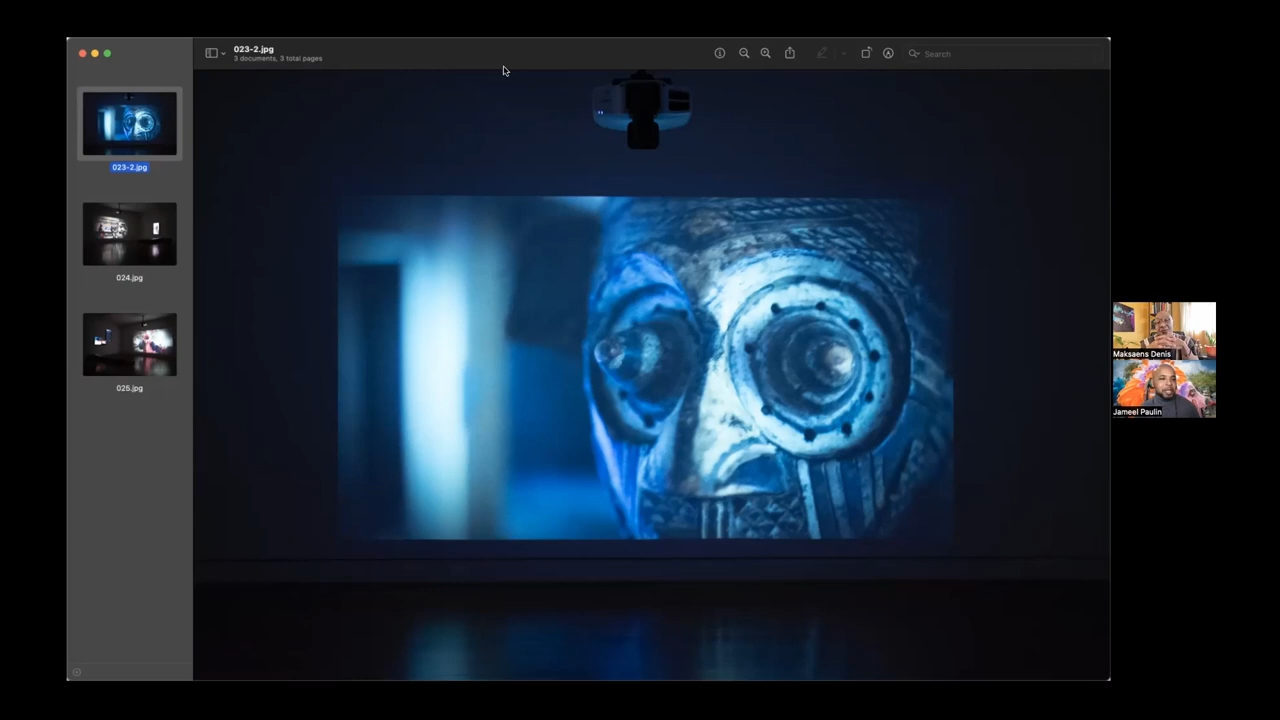 023-2.jpg
3 documents, 3 total pages
Search
023-2.jpg
024.jpg
025.jpg
Maksaens Denis
Jameel Paulin